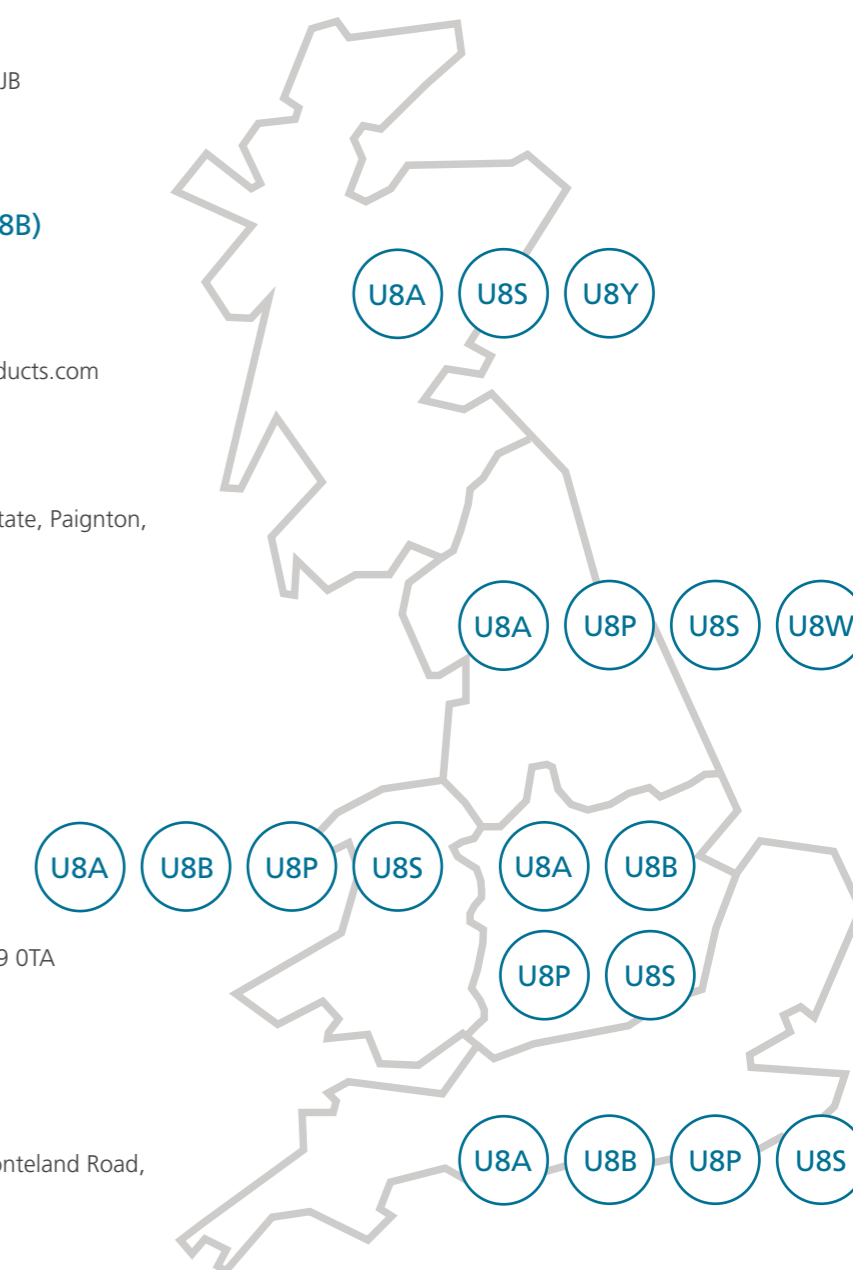 JB
8B)
ducts.com
tate, Paignton,
9 0TA
onteland Road,
U8A U8S U8Y
U8A U8P U8S U8W
U8A U8B U8P U8S
U8A U8B
U8P U8S
U8A U8B U8P U8S